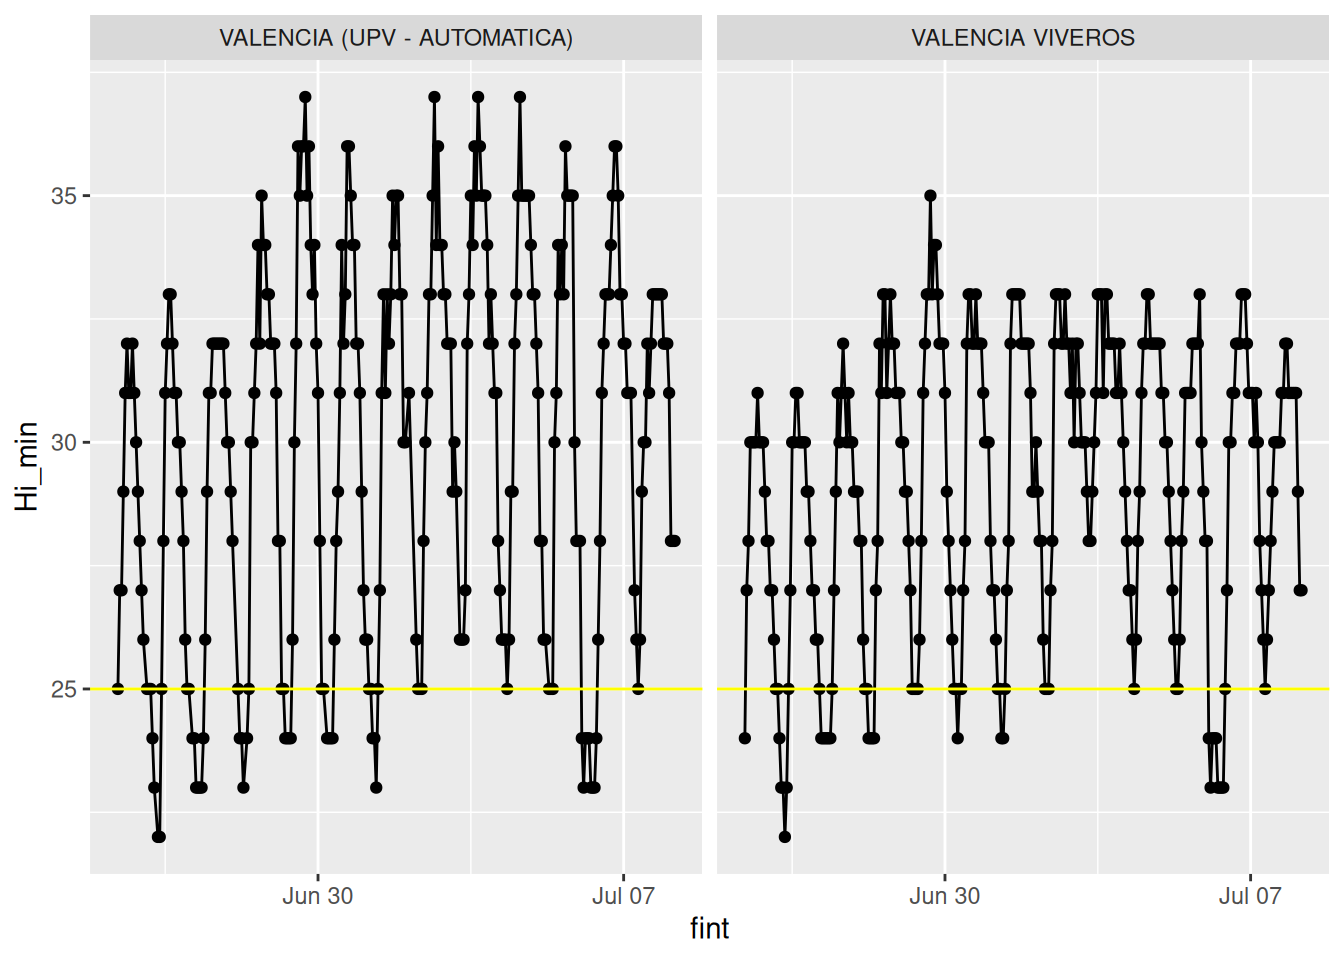 VALENCIA (UPV - AUTOMATICA)
VALENCIA VIVEROS
35
30
25
Hi_min
Jun 30
Jul 07
Jun 30
Jul 07
fint